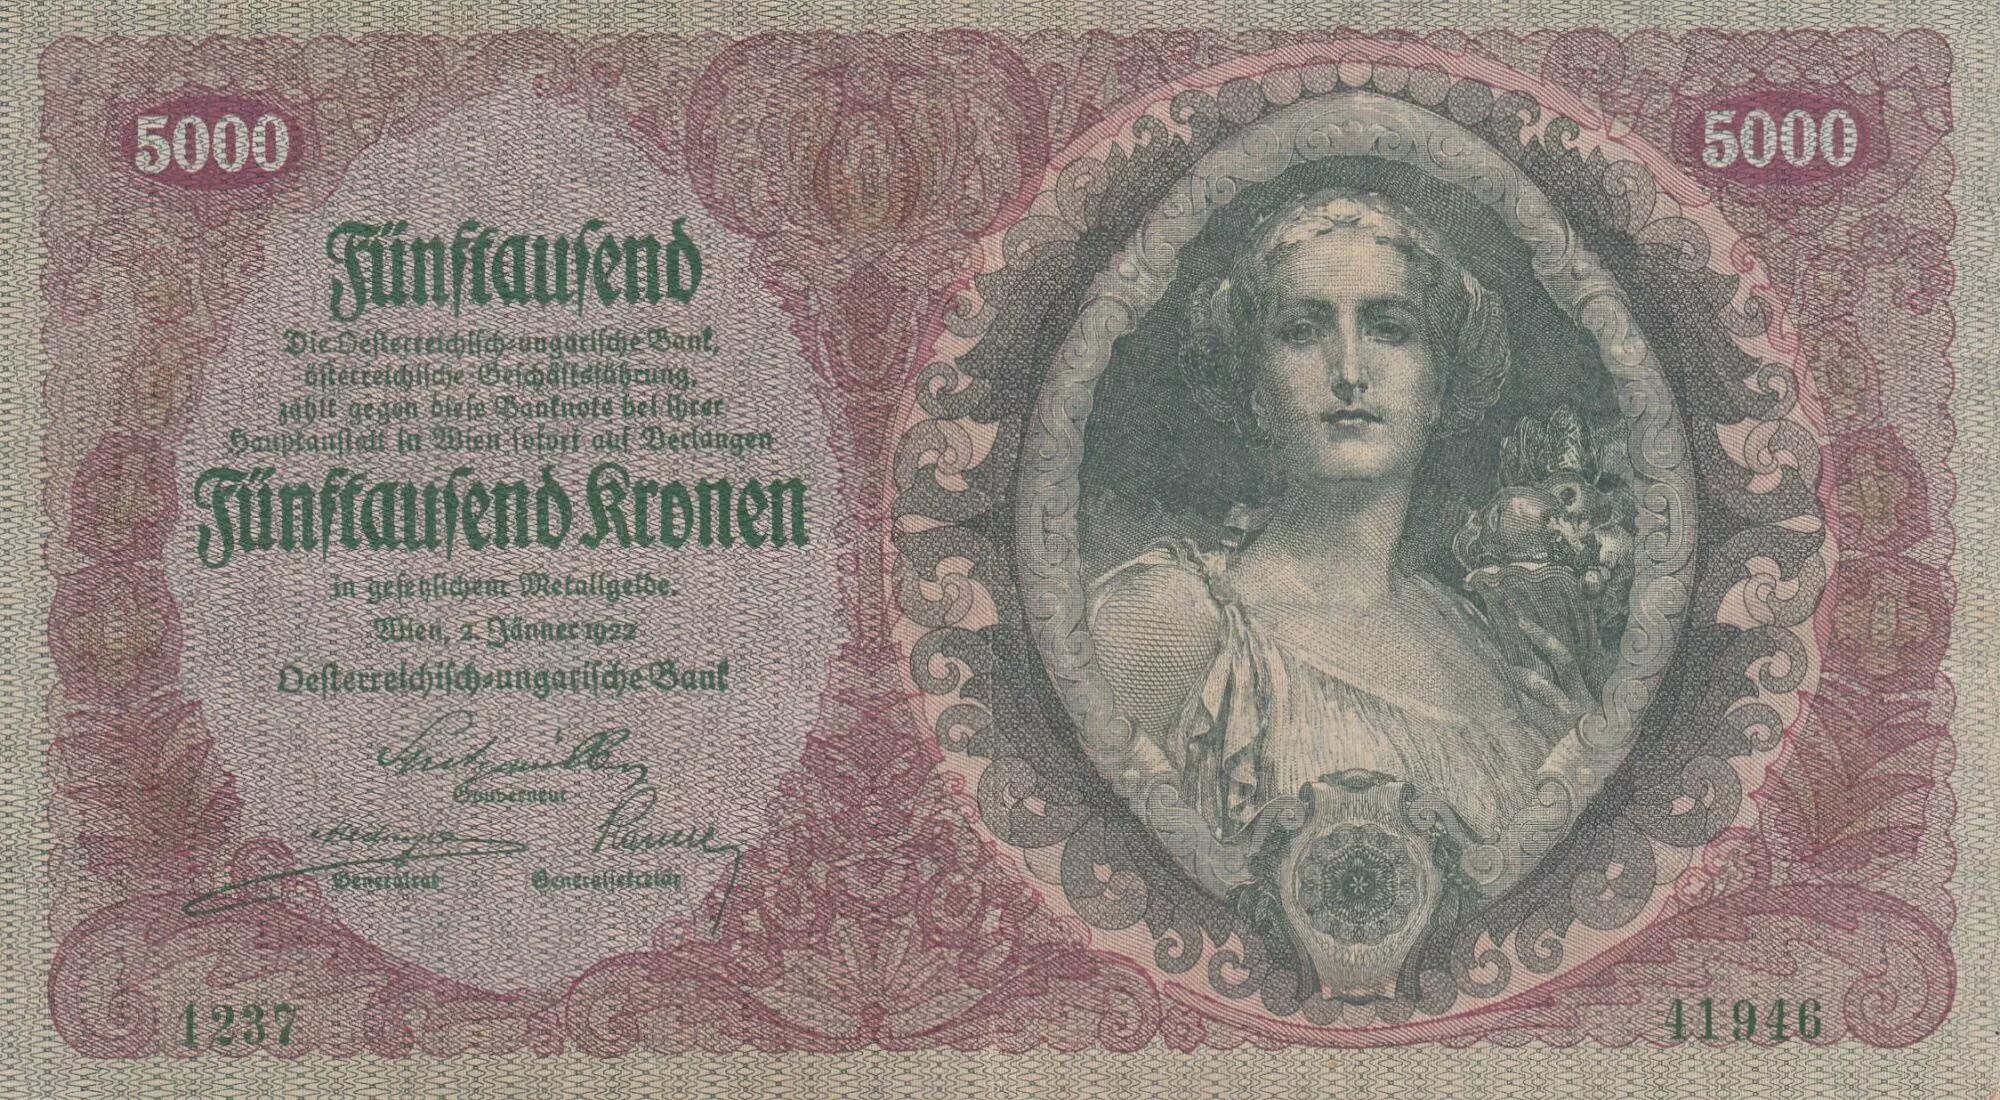 5000
5000
Fünftausend
Die Oesterreichisch-ungarische Bank,
österreichische Geschäftsführung,
zahlt gegen diese Banknote bei ihrer
Hauptanstalt in Wien sofort auf Verlangen
Fünftausend Kronen
in gesetzlichem Metallgelde.
Wien, 2. Jänner 1922
Oesterreichisch-ungarische Bank
Gouverneur
Generalrat
Generalsekretär
1237
41946